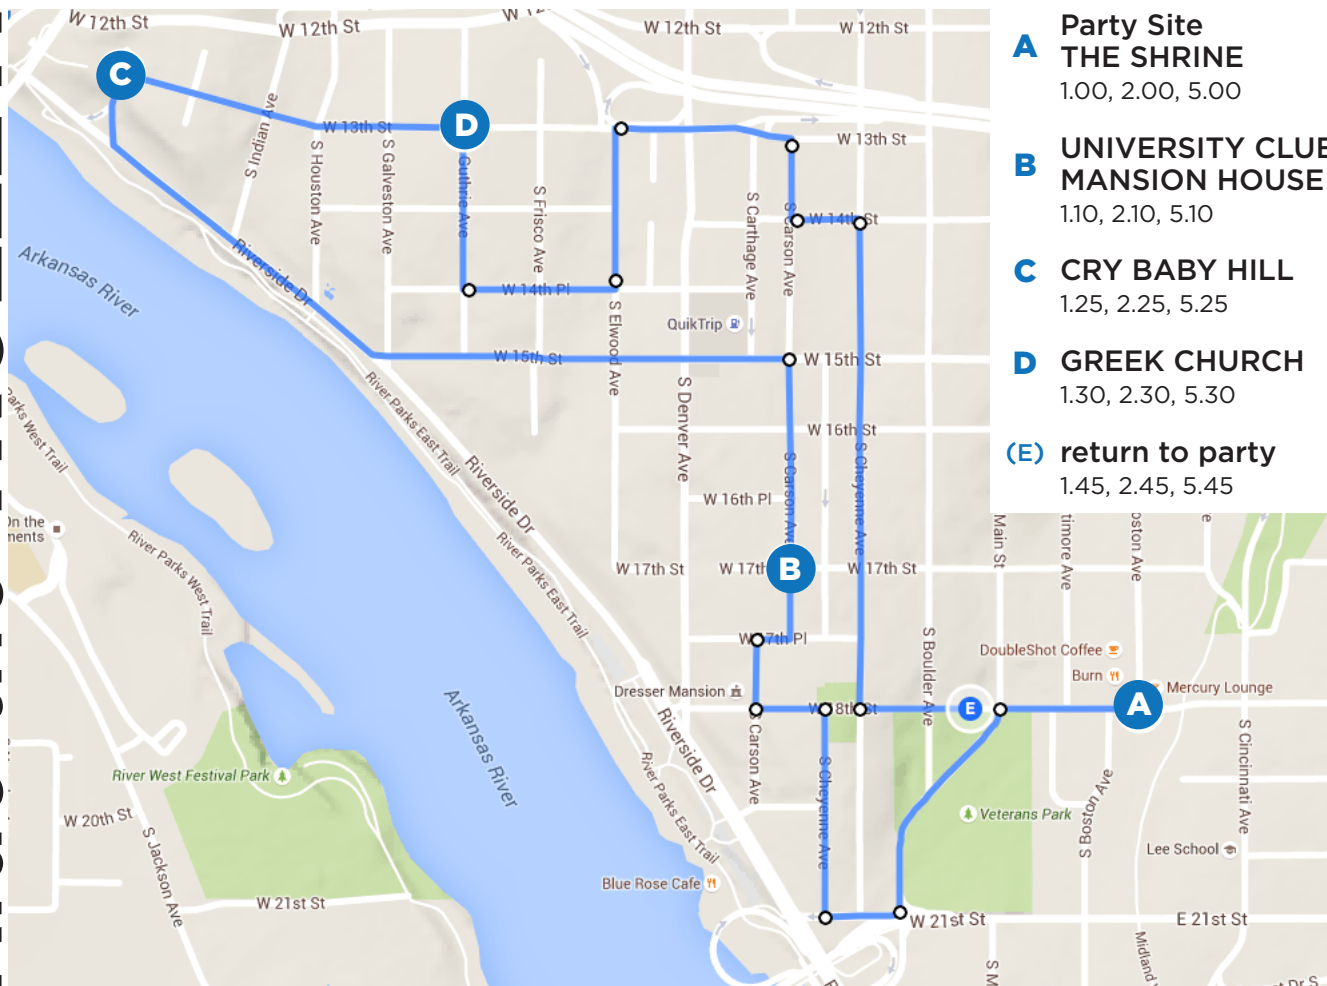 A
Party Site
THE SHRINE
1.00, 2.00, 5.00
B
UNIVERSITY CLUB
MANSION HOUSE
1.10, 2.10, 5.10
C
CRY BABY HILL
1.25, 2.25, 5.25
D
GREEK CHURCH
1.30, 2.30, 5.30
(E)
return to party
1.45, 2.45, 5.45
W 12th St
W 12th St
W 12th St
W 12th St
C
W 13th St
D
W 13th St
S Indian Ave
S Houston Ave
S Galveston Ave
Guthrie Ave
S Frisco Ave
S Carthage Ave
S Carson Ave
W 14th St
Arkansas River
Riverside Dr
W 14th Pl
S Elwood Ave
QuikTrip
W 15th St
W 15th St
S Denver Ave
Parks West Trail
River Parks East Trail
W 16th St
S Carson Ave
S Cheyenne Ave
Riverside Dr
W 16th Pl
On the
River Parks West Trail
River Parks East Trail
W 17th St
W 17th
B
W 17th St
Main St
W 17th Pl
S Boulder Ave
DoubleShot Coffee
Burn
Mercury Lounge
Dresser Mansion
A
E
Arkansas River
Riverside Dr
S Carson Ave
S Cheyenne Ave
River Parks East Trail
S Cincinnati Ave
S Boston Ave
River West Festival Park
Veterans Park
W 20th St
S Jackson Ave
Lee School
Blue Rose Cafe
W 21st St
W 21st St
E 21st St
S M
Midland